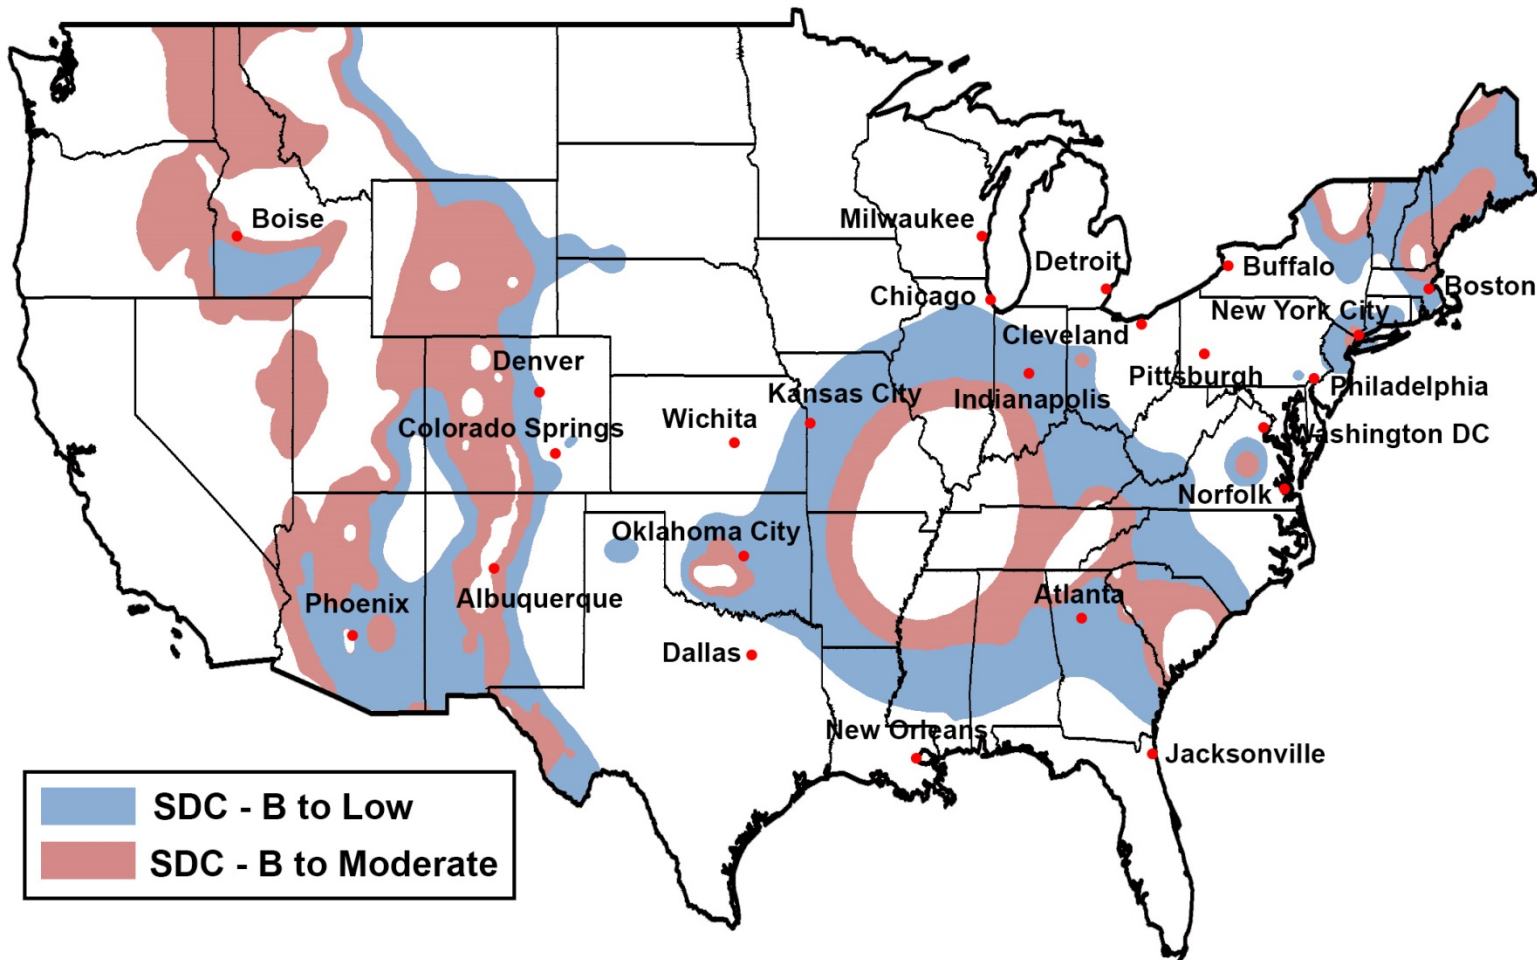 Boise
Milwaukee
Detroit
Buffalo
Chicago
Boston
New York City
Cleveland
Denver
Pittsburgh
Philadelphia
Kansas City
Indianapolis
Wichita
Colorado Springs
Washington DC
Norfolk
Oklahoma City
Phoenix
Albuquerque
Atlanta
Dallas
New Orleans
Jacksonville
SDC - B to Low
SDC - B to Moderate